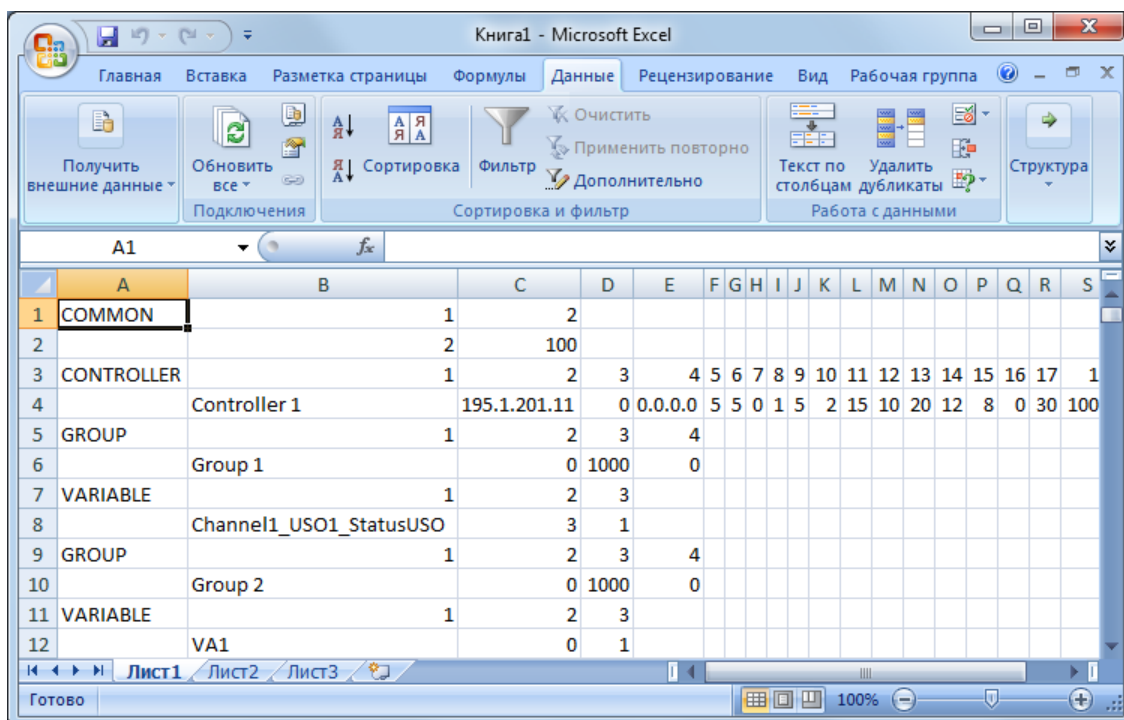 Книга1 - Microsoft Excel
Главная Вставка Разметка страницы Формулы Данные Рецензирование Вид Рабочая группа
Получить внешние данные
Обновить все
Подключения
Сортировка
Фильтр
Очистить
Применить повторно
Дополнительно
Сортировка и фильтр
Текст по столбцам
Удалить дубликаты
Работа с данными
Структура
A1 fx
A B C D E F G H I J K L M N O P Q R S
1 COMMON 1 2
2 2 100
3 CONTROLLER 1 2 3 4 5 6 7 8 9 10 11 12 13 14 15 16 17 1
4 Controller 1 195.1.201.11 0 0.0.0.0 5 5 0 1 5 2 15 10 20 12 8 0 30 100
5 GROUP 1 2 3 4
6 Group 1 0 1000 0
7 VARIABLE 1 2 3
8 Channel1_USO1_StatusUSO 3 1
9 GROUP 1 2 3 4
10 Group 2 0 1000 0
11 VARIABLE 1 2 3
12 VA1 0 1
Лист1 Лист2 Лист3
Готово 100%